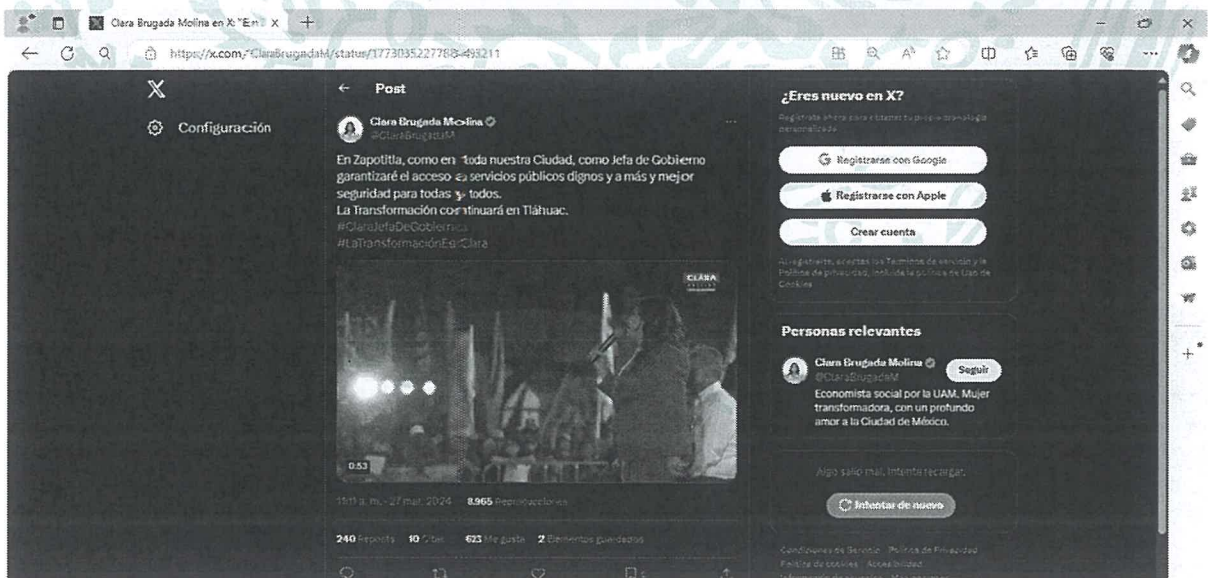 Clara Brugada Molina en X: "En Z
https://x.com/ClaraBrugadaM/status/
Configuración
Post
Clara Brugada Molina
@ClaraBrugadaM
En Zapotitla, como en toda nuestra Ciudad, como Jefa de Gobierno
garantizaré el acceso a servicios públicos dignos y a más y mejor
seguridad para todas y todos.
La Transformación continuará en Tláhuac.
#ClaraJefaDeGobierno
#LaTransformaciónEsClara
CLARA
BRUGADA
0:53
11:11 a. m. · 27 mar. 2024 8,965 Reproducciones
240 Reposts 10 Citas 623 Me gusta 2 Elementos guardados
¿Eres nuevo en X?
Regístrate ahora para obtener tu propia cronología
personalizada.
Registrarse con Google
Registrarse con Apple
Crear cuenta
Al registrarte, aceptas los Términos de servicio y la
Política de privacidad, incluida la política de Uso de
Cookies.
Personas relevantes
Clara Brugada Molina
@ClaraBrugadaM
Seguir
Economista social por la UAM. Mujer
transformadora, con un profundo
amor a la Ciudad de México.
Algo salió mal. Intenta recargar.
Intentar de nuevo
Condiciones de Servicio Política de Privacidad
Política de cookies Accesibilidad